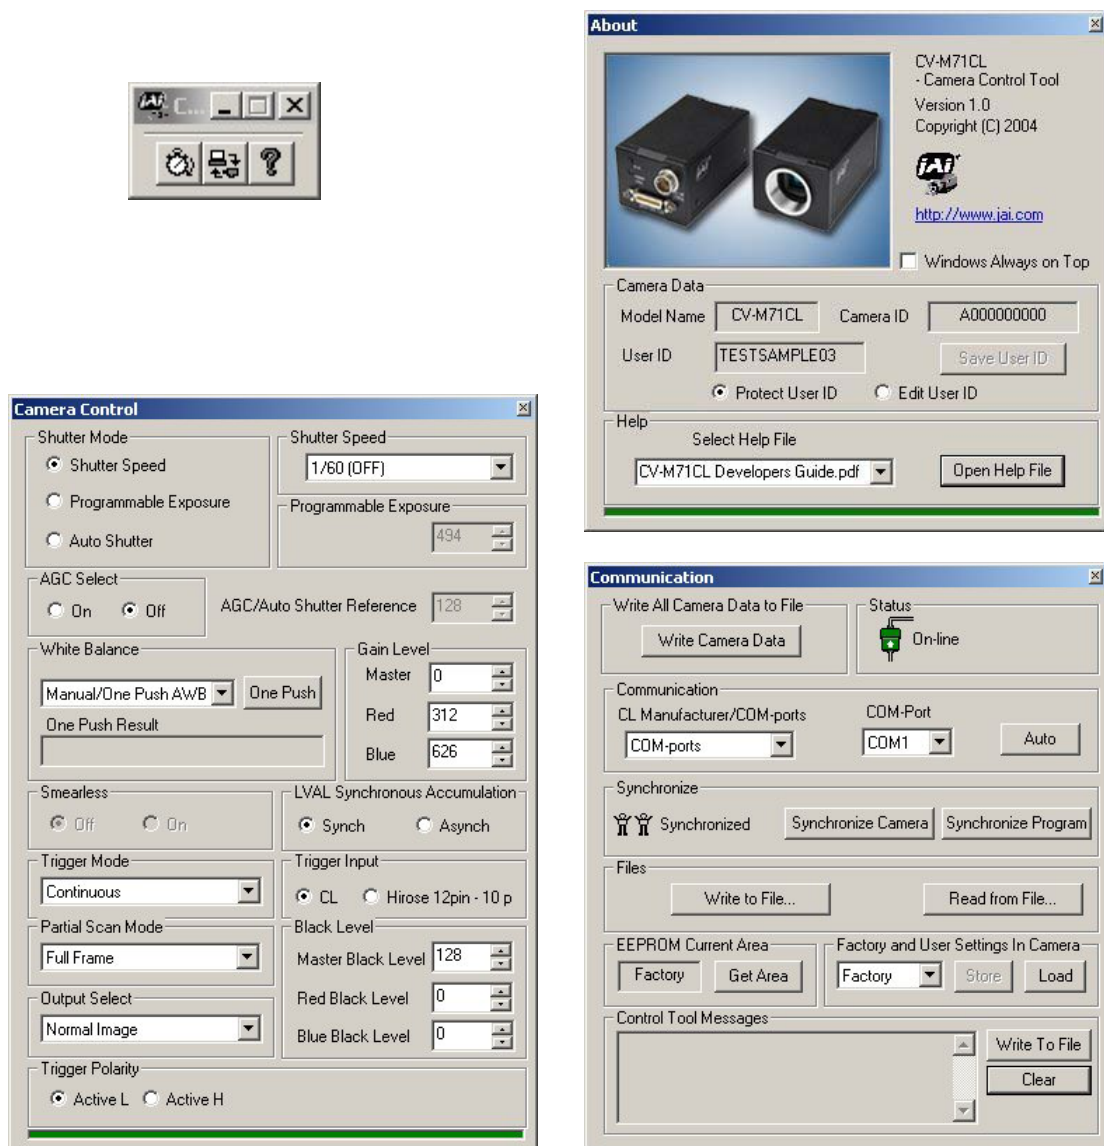 jAi C...
About
CV-M71CL
- Camera Control Tool
Version 1.0
Copyright (C) 2004
jAi
http://www.jai.com
Windows Always on Top
Camera Data
Model Name CV-M71CL Camera ID A000000000
User ID TESTSAMPLE03 Save User ID
Protect User ID Edit User ID
Help
Select Help File
CV-M71CL Developers Guide.pdf Open Help File
Camera Control
Shutter Mode
Shutter Speed
Programmable Exposure
Auto Shutter
Shutter Speed
1/60 (OFF)
Programmable Exposure
494
AGC Select
On Off
AGC/Auto Shutter Reference 128
White Balance
Manual/One Push AWB One Push
One Push Result
Gain Level
Master 0
Red 312
Blue 626
Smearless
Off On
LVAL Synchronous Accumulation
Synch Asynch
Trigger Mode
Continuous
Trigger Input
CL Hirose 12pin - 10 p
Partial Scan Mode
Full Frame
Black Level
Master Black Level 128
Red Black Level 0
Blue Black Level 0
Output Select
Normal Image
Trigger Polarity
Active L Active H
Communication
Write All Camera Data to File
Write Camera Data
Status
On-line
Communication
CL Manufacturer/COM-ports COM-Port
COM-ports COM1 Auto
Synchronize
Synchronized Synchronize Camera Synchronize Program
Files
Write to File... Read from File...
EEPROM Current Area
Factory Get Area
Factory and User Settings In Camera
Factory Store Load
Control Tool Messages
Write To File
Clear